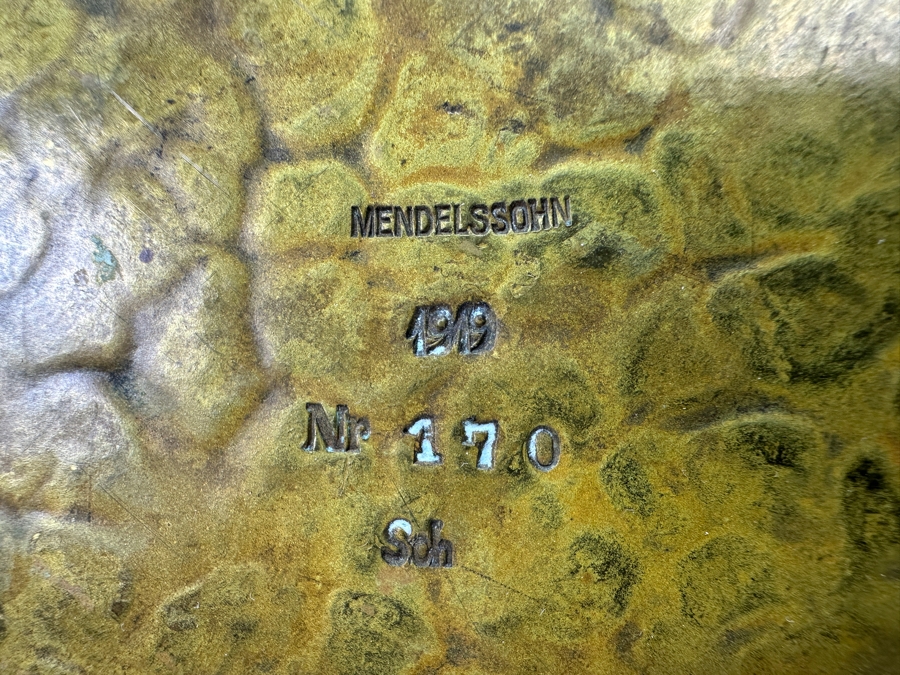 MENDELSSOHN
1919
Nr 170
Sch